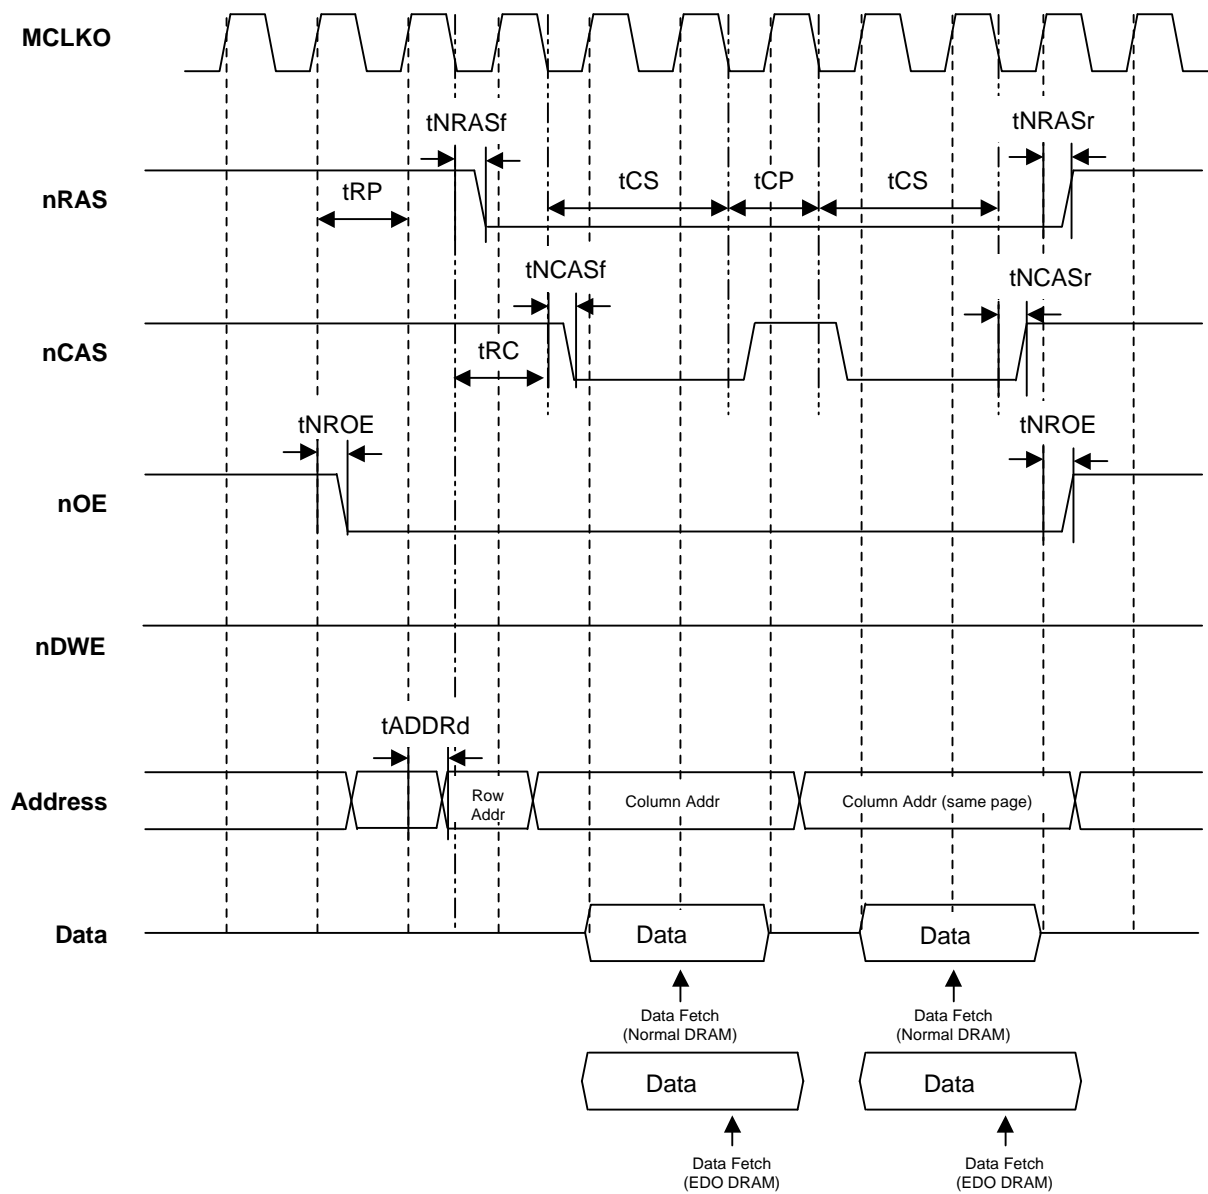 MCLKO
tNRASf
tNRASr
nRAS
tRP
tCS
tCP
tCS
tNCASf
tNCASr
nCAS
tRC
tNROE
tNROE
nOE
nDWE
tADDRd
Address
Row
Addr
Column Addr
Column Addr (same page)
Data
Data
Data
Data Fetch
(Normal DRAM)
Data Fetch
(Normal DRAM)
Data
Data
Data Fetch
(EDO DRAM)
Data Fetch
(EDO DRAM)